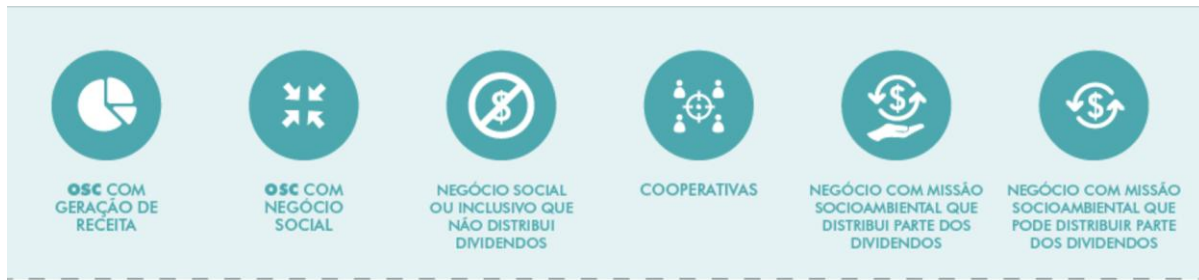 OSC COM
GERAÇÃO DE
RECEITA
OSC COM
NEGÓCIO
SOCIAL
NEGÓCIO SOCIAL
OU INCLUSIVO QUE
NÃO DISTRIBUI
DIVIDENDOS
COOPERATIVAS
NEGÓCIO COM MISSÃO
SOCIOAMBIENTAL QUE
DISTRIBUI PARTE DOS
DIVIDENDOS
NEGÓCIO COM MISSÃO
SOCIOAMBIENTAL QUE
PODE DISTRIBUIR PARTE
DOS DIVIDENDOS